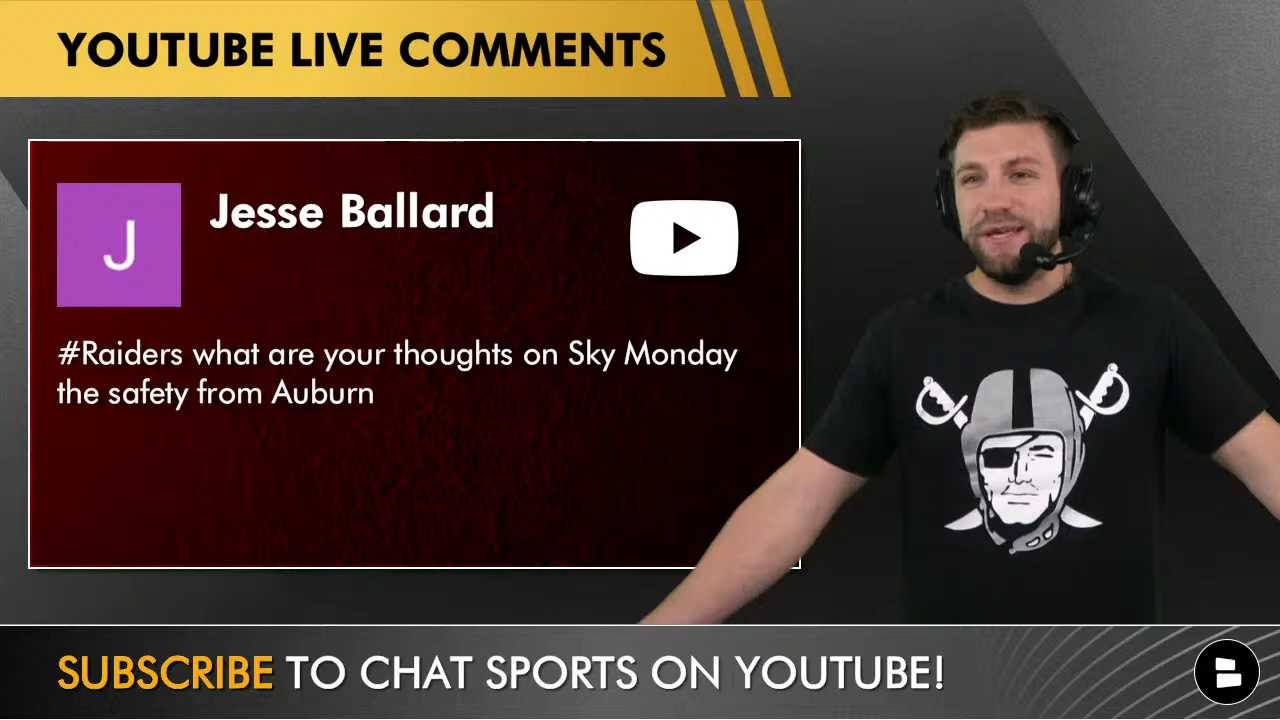 YOUTUBE LIVE COMMENTS
J
Jesse Ballard
#Raiders what are your thoughts on Sky Monday
the safety from Auburn
SUBSCRIBE TO CHAT SPORTS ON YOUTUBE!